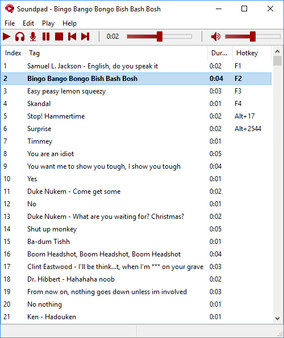 Soundpad - Bingo Bango Bongo Bish Bash Bosh
File Edit Play Help
0:02
Index Tag Dur... Hotkey
1 Samuel L. Jackson - English, do you speak it 0:02 F1
2 Bingo Bango Bongo Bish Bash Bosh 0:04 F2
3 Easy peasy lemon squeezy 0:03 F3
4 Skandal 0:01 F4
5 Stop! Hammertime 0:02 Alt+17
6 Surprise 0:02 Alt+2544
7 Timmey 0:01
8 You are an idiot 0:05
9 You want me to show you tough, I show you tough 0:04
10 Yes 0:01
11 Duke Nukem - Come get some 0:02
12 No 0:01
13 Duke Nukem - What are you waiting for? Christmas? 0:02
14 Shut up monkey 0:05
15 Ba-dum Tishh 0:01
16 Boom Headshot, Boom Headshot, Boom Headshot 0:04
17 Clint Eastwood - I'll be think...t, when I'm *** on your grave 0:03
18 Dr. Hibbert - Hahahaha noob 0:02
19 From now on, nothing goes down unless im involved 0:03
20 No nothing 0:01
21 Ken - Hadouken 0:01